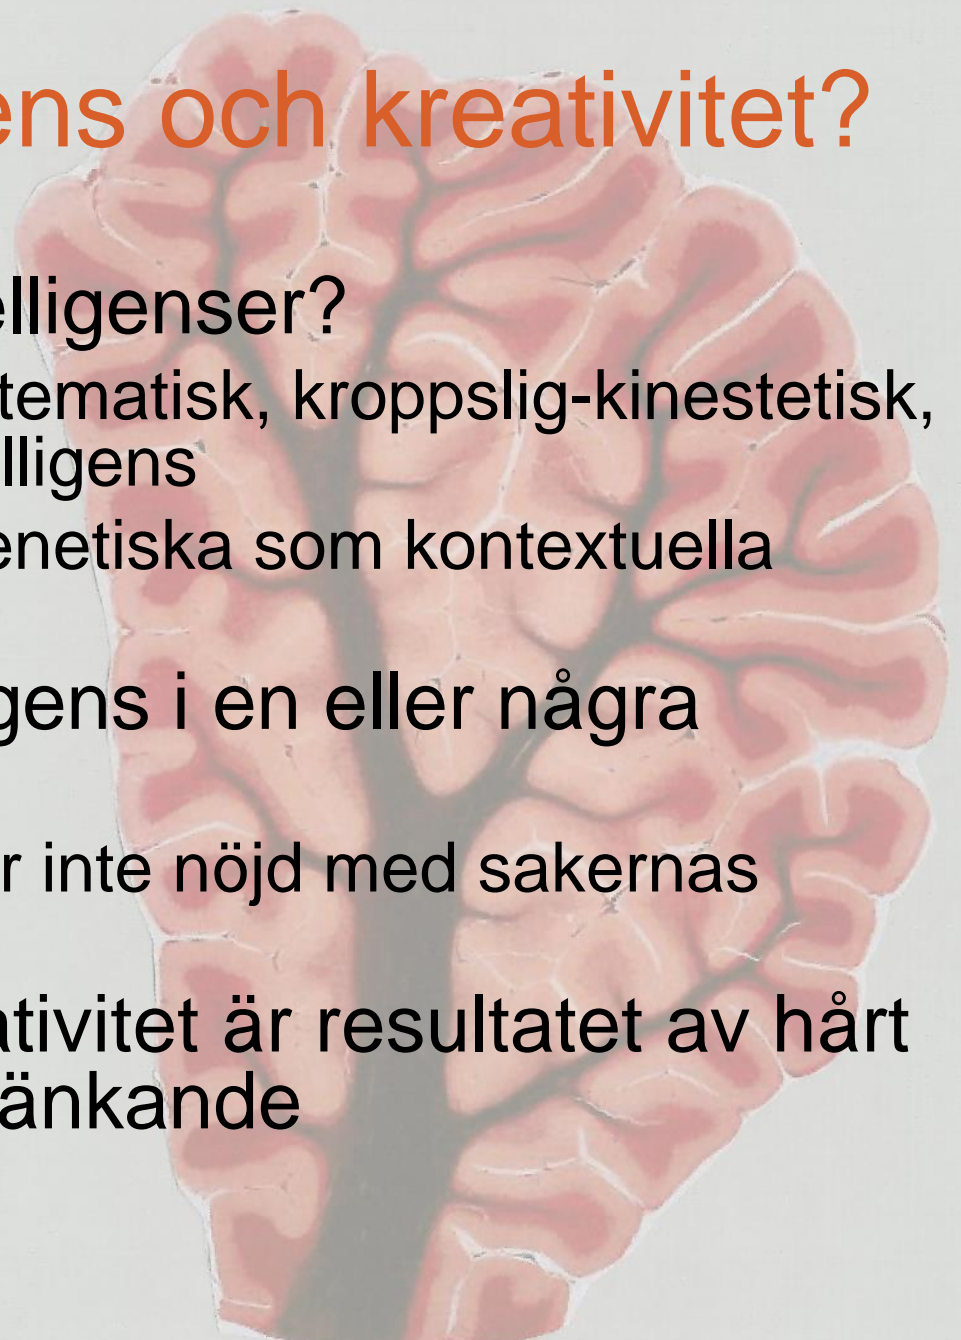 ens och kreativitet?
elligenser?
tematisk, kroppslig-kinestetisk,
lligens
enetiska som kontextuella
gens i en eller några
r inte nöjd med sakernas
ativitet är resultatet av hårt
änkande